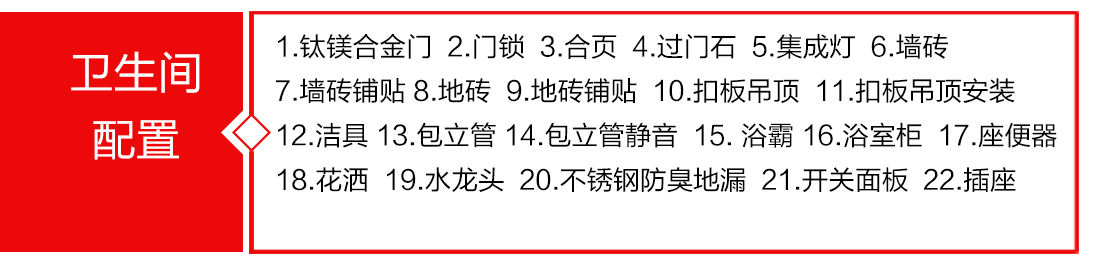 卫生间
配置
1.钛镁合金门 2.门锁 3.合页 4.过门石 5.集成灯 6.墙砖
7.墙砖铺贴 8.地砖 9.地砖铺贴 10.扣板吊顶 11.扣板吊顶安装
12.洁具 13.包立管 14.包立管静音 15. 浴霸 16.浴室柜 17.座便器
18.花洒 19.水龙头 20.不锈钢防臭地漏 21.开关面板 22.插座